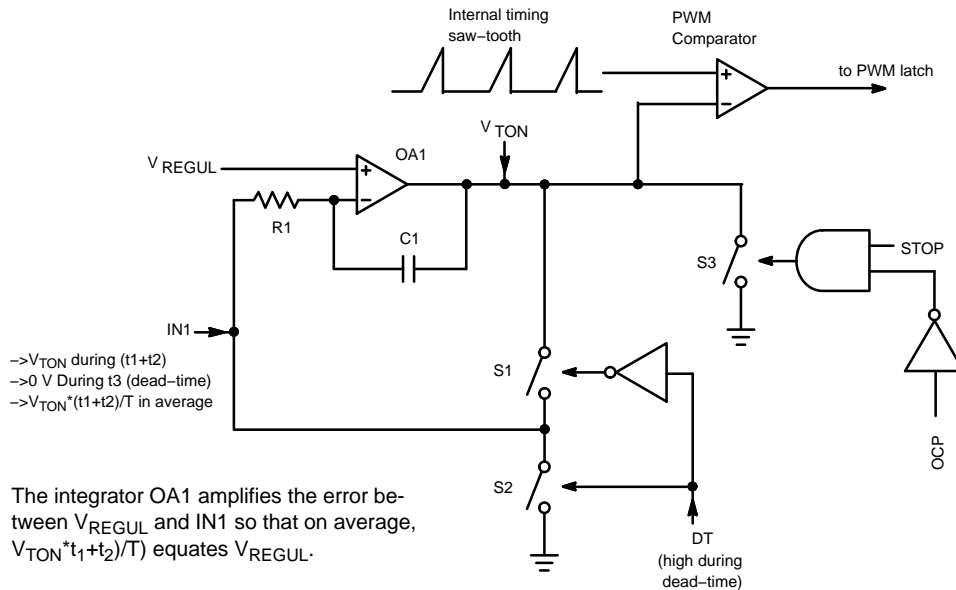 Internal timing
saw−tooth
PWM
Comparator
to PWM latch
V TON
OA1
V REGUL
+
−
+
−
R1
C1
S3
STOP
IN1
−>VTON during (t1+t2)
−>0 V During t3 (dead−time)
−>VTON*(t1+t2)/T in average
S1
S2
OCP
DT
(high during
dead−time)
The integrator OA1 amplifies the error be-
tween VREGUL and IN1 so that on average,
VTON*t1+t2)/T) equates VREGUL.